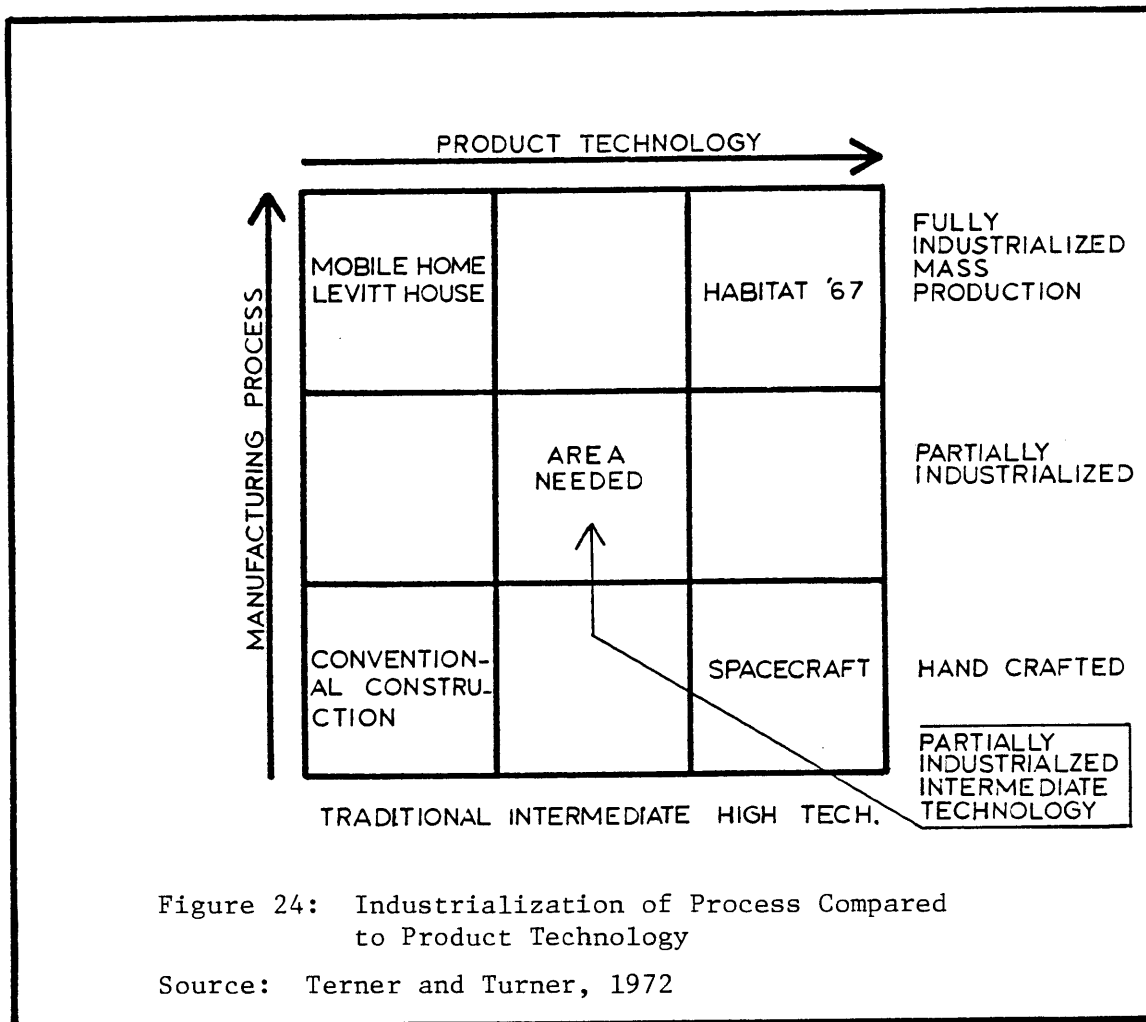 PRODUCT TECHNOLOGY
MANUFACTURING PROCESS
MOBILE HOME
LEVITT HOUSE
HABITAT '67
FULLY
INDUSTRIALIZED
MASS
PRODUCTION
AREA
NEEDED
PARTIALLY
INDUSTRIALIZED
CONVENTION-
AL CONSTRU-
CTION
SPACECRAFT
HAND CRAFTED
PARTIALLY
INDUSTRIALZED
INTERMEDIATE
TECHNOLOGY
TRADITIONAL INTERMEDIATE HIGH TECH.
Figure 24: Industrialization of Process Compared
to Product Technology
Source: Terner and Turner, 1972